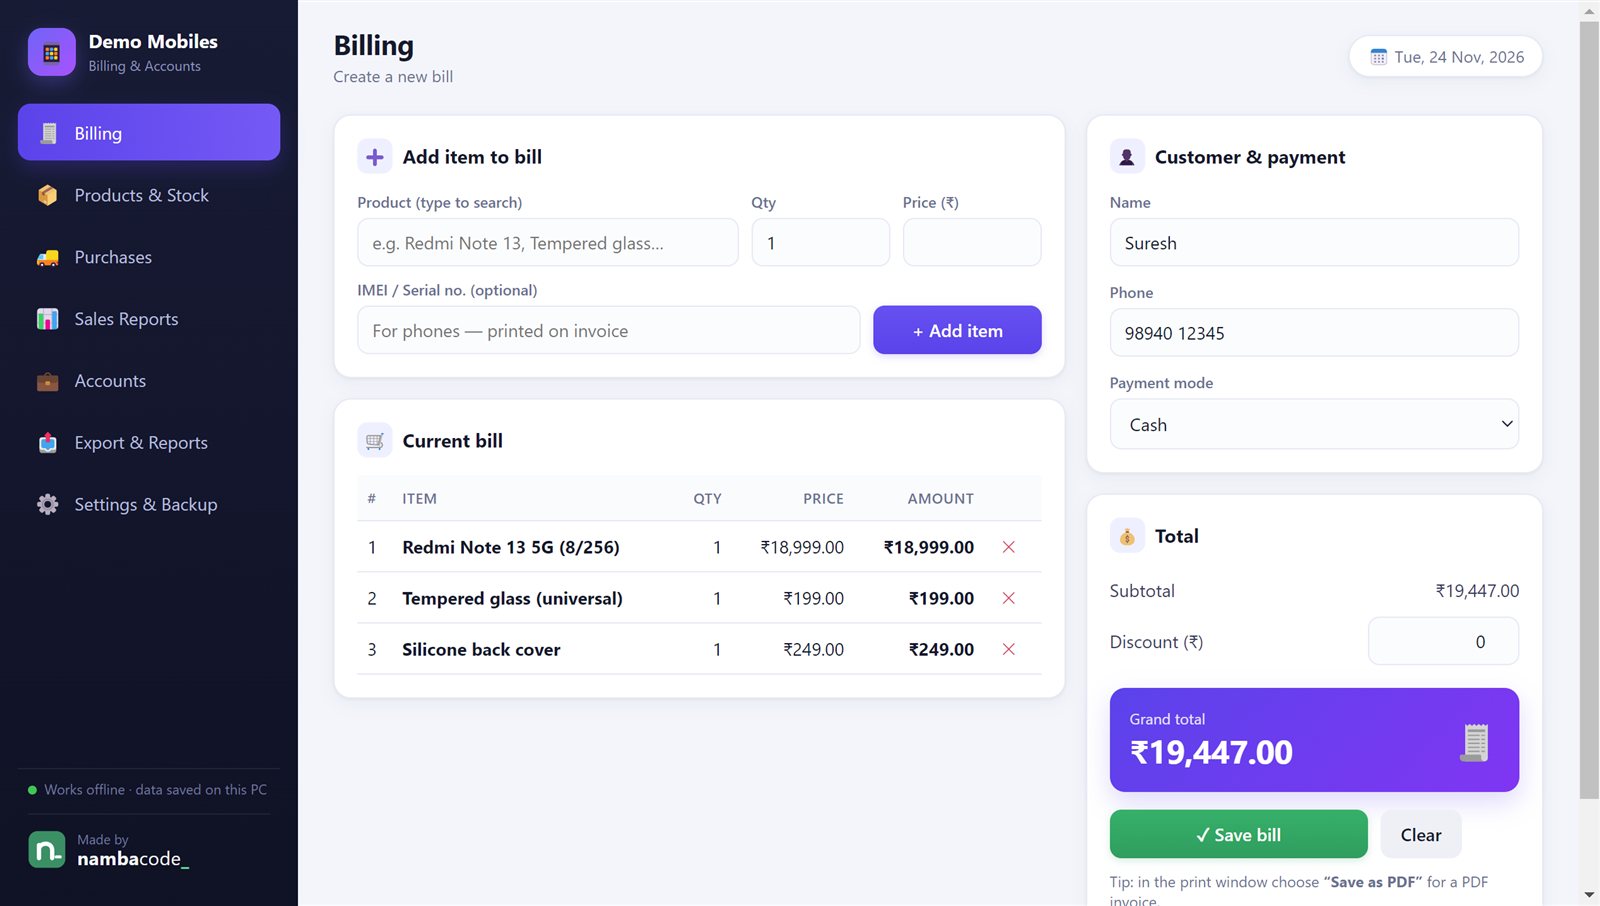 Demo Mobiles
Billing & Accounts
Billing
Products & Stock
Purchases
Sales Reports
Accounts
Export & Reports
Settings & Backup
Works offline · data saved on this PC
n_
Made by
nambacode_
Billing
Create a new bill
Tue, 24 Nov, 2026
Add item to bill
Product (type to search) Qty Price (₹)
e.g. Redmi Note 13, Tempered glass... 1
IMEI / Serial no. (optional)
For phones — printed on invoice + Add item
Current bill
# ITEM QTY PRICE AMOUNT
1 Redmi Note 13 5G (8/256) 1 ₹18,999.00 ₹18,999.00
2 Tempered glass (universal) 1 ₹199.00 ₹199.00
3 Silicone back cover 1 ₹249.00 ₹249.00
Customer & payment
Name
Suresh
Phone
98940 12345
Payment mode
Cash
Total
Subtotal ₹19,447.00
Discount (₹) 0
Grand total
₹19,447.00
✓ Save bill Clear
Tip: in the print window choose “Save as PDF” for a PDF
invoice.